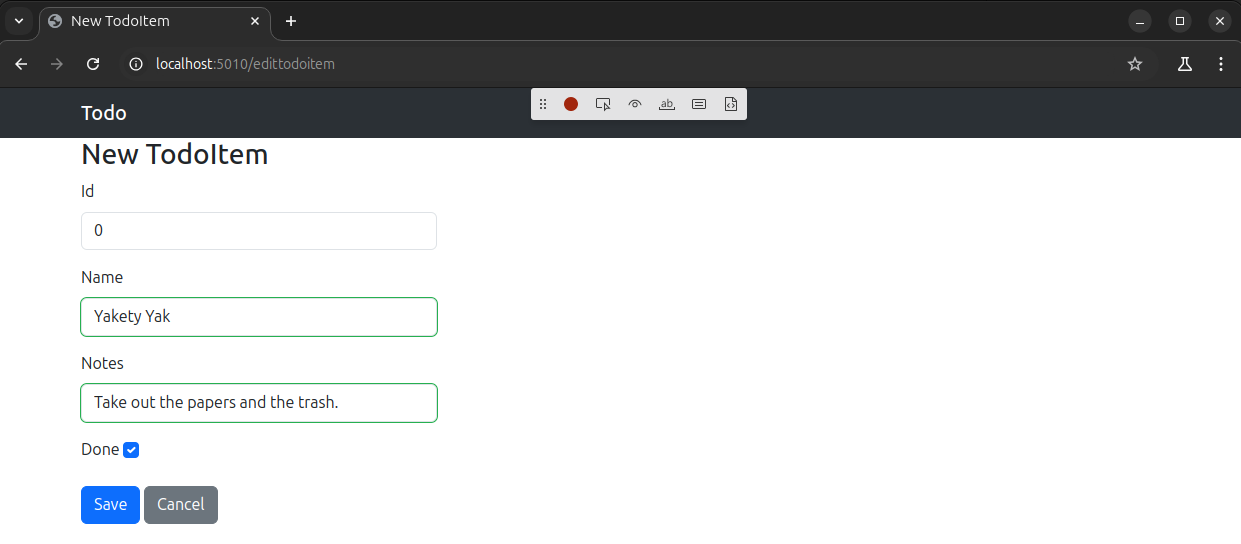 New TodoItem
localhost:5010/edittodoitem
Todo
ab
New TodoItem
Id
0
Name
Yakety Yak
Notes
Take out the papers and the trash.
Done
Save Cancel